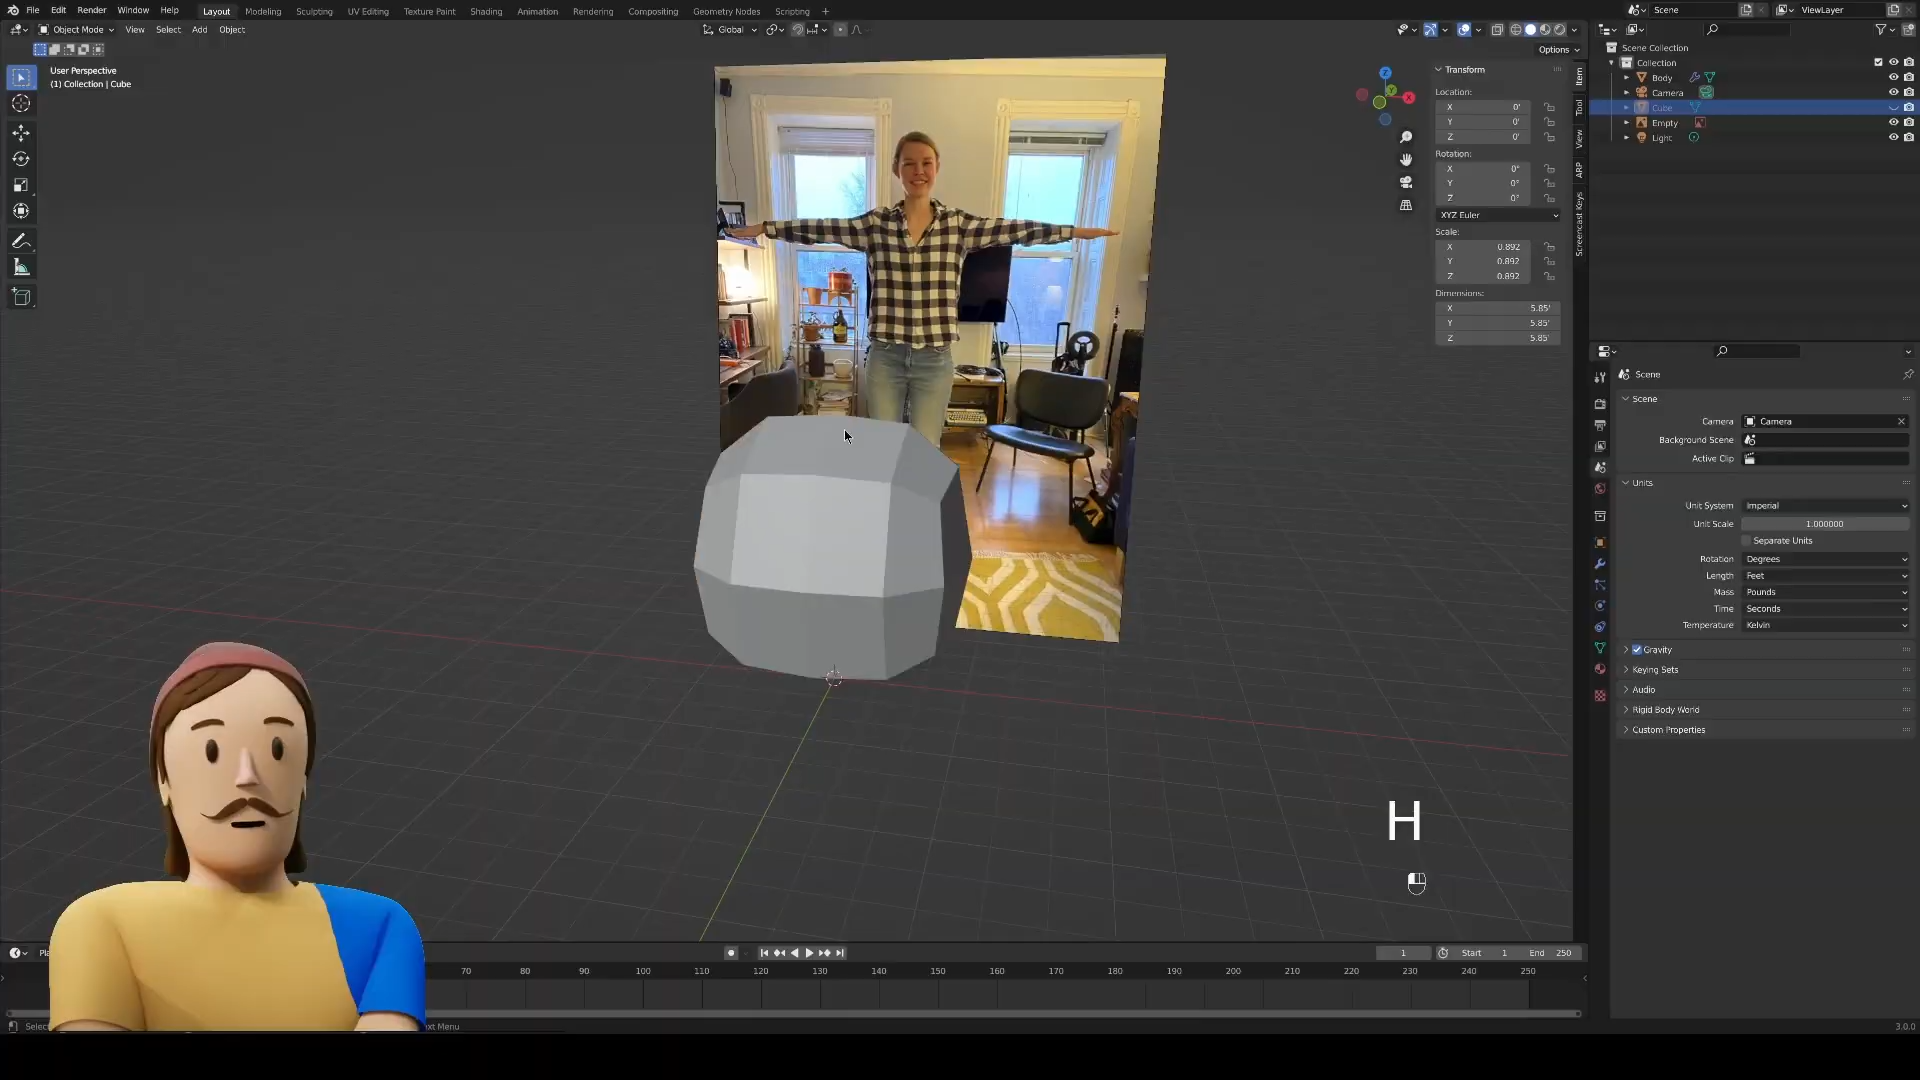 File Edit Render Window Help Layout Modeling Sculpting UV Editing Texture Paint Shading Animation Rendering Compositing Geometry Nodes Scripting + Scene ViewLayer
Object Mode View Select Add Object Global
Options
User Perspective
(1) Collection | Cube
Transform
Location:
X 0'
Y 0'
Z 0'
Rotation:
X 0°
Y 0°
Z 0°
XYZ Euler
Scale:
X 0.892
Y 0.892
Z 0.892
Dimensions:
X 5.85'
Y 5.85'
Z 5.85'
Item
Tool
View
ARP
Screencast Keys
Scene Collection
Collection
Body
Camera
Cube
Empty
Light
Scene
Scene
Camera Camera
Background Scene
Active Clip
Units
Unit System Imperial
Unit Scale 1.000000
Separate Units
Rotation Degrees
Length Feet
Mass Pounds
Time Seconds
Temperature Kelvin
Gravity
Keying Sets
Audio
Rigid Body World
Custom Properties
X
Y
Z
H
1 Start 1 End 250
70 80 90 100 110 120 130 140 150 160 170 180 190 200 210 220 230 240 250
3.0.0